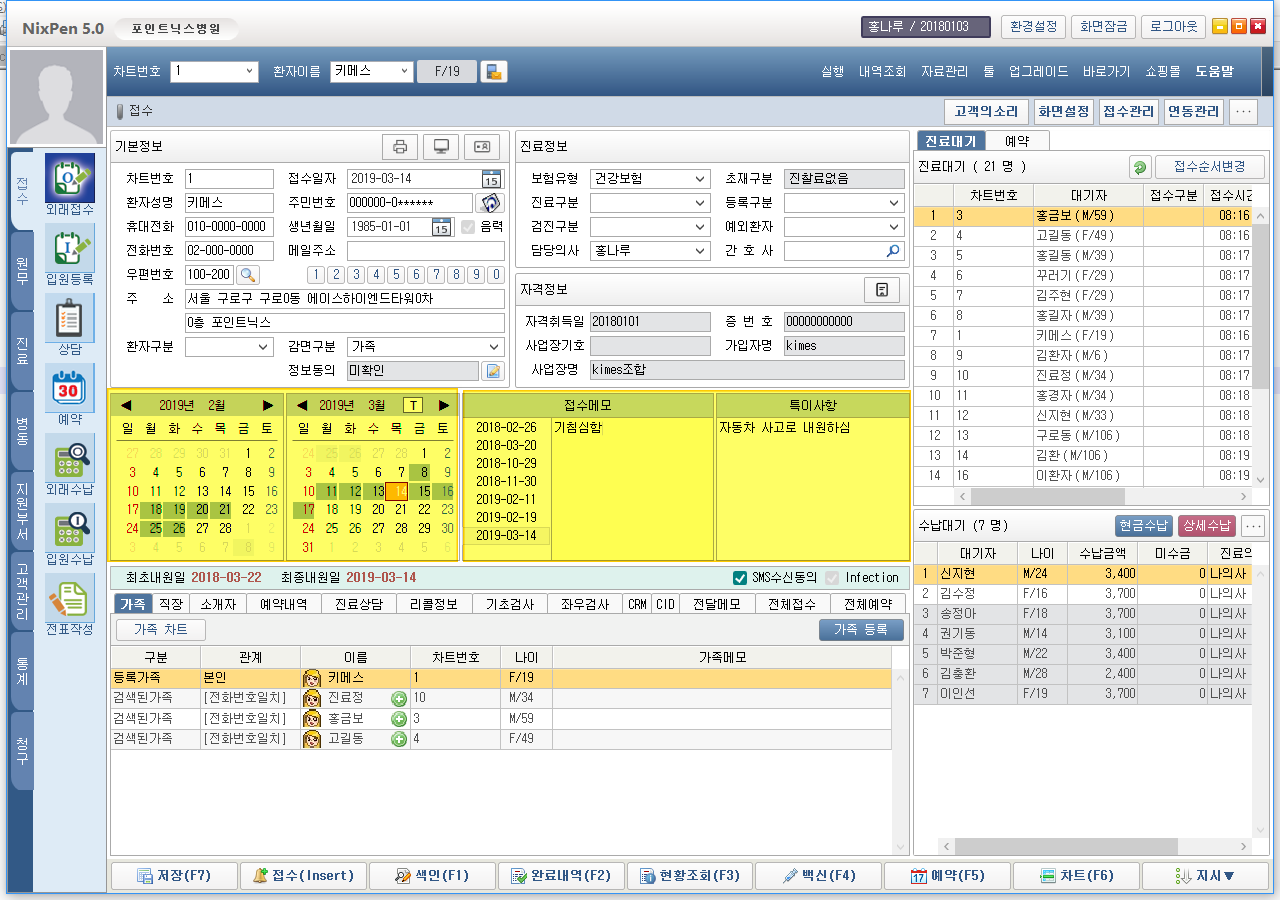 NixPen 5.0 포인트닉스병원 홍나루 / 20180103 환경설정 화면잠금 로그아웃
차트번호 1 환자이름 키메스 F/19 실행 내역조회 자료관리 툴 업그레이드 바로가기 쇼핑몰 도움말
접수 고객의소리 화면설정 접수관리 연동관리 ...
접수
원무
진료
병동
지원부서
고객관리
통계
청구
외래접수
입원등록
상담
30
예약
외래수납
입원수납
전표작성
기본정보
차트번호 1 접수일자 2019-03-14 15
환자성명 키메스 주민번호 000000-0******
휴대전화 010-0000-0000 생년월일 1985-01-01 15 음력
전화번호 02-000-0000 메일주소
우편번호 100-200 1 2 3 4 5 6 7 8 9 0
주 소 서울 구로구 구로0동 에이스하이엔드타워0차
0층 포인트닉스
환자구분 감면구분 가족
정보동의 미확인
진료정보
보험유형 건강보험 초재구분 진찰료없음
진료구분 등록구분
검진구분 예외환자
담당의사 홍나루 간 호 사
자격정보
자격취득일 20180101 증 번 호 00000000000
사업장기호 가입자명 kimes
사업장명 kimes조합
2019년 2월
일 월 화 수 목 금 토
27 28 29 30 31 1 2
3 4 5 6 7 8 9
10 11 12 13 14 15 16
17 18 19 20 21 22 23
24 25 26 27 28 1 2
3 4 5 6 7 8 9
2019년 3월 T
일 월 화 수 목 금 토
24 25 26 27 28 1 2
3 4 5 6 7 8 9
10 11 12 13 14 15 16
17 18 19 20 21 22 23
24 25 26 27 28 29 30
31 1 2 3 4 5 6
접수메모
2018-02-26 기침심함
2018-03-20
2018-10-29
2018-11-30
2019-02-11
2019-02-19
2019-03-14
특이사항
자동차 사고로 내원하심
최초내원일 2018-03-22 최종내원일 2019-03-14 SMS수신동의 Infection
가족 직장 소개자 예약내역 진료상담 리콜정보 기초검사 좌우검사 CRM CID 전달메모 전체접수 전체예약
가족 차트 가족 등록
구분 관계 이름 차트번호 나이 가족메모
등록가족 본인 키메스 1 F/19
검색된가족 [전화번호일치] 진료정 10 M/34
검색된가족 [전화번호일치] 홍금보 3 M/59
검색된가족 [전화번호일치] 고길동 4 F/49
진료대기 예약
진료대기 ( 21 명 ) 접수순서변경
차트번호 대기자 접수구분 접수시간
1 3 홍금보(M/59) 08:16
2 4 고길동(F/49) 08:16
3 5 홍길동(M/39) 08:16
4 6 꾸러기(F/29) 08:17
5 7 김주현(F/29) 08:17
6 8 홍길자(M/39) 08:17
7 1 키메스(F/19) 08:17
8 9 김환자(M/6) 08:17
9 10 진료정(M/34) 08:17
10 11 홍경자(M/34) 08:18
11 12 신지현(M/33) 08:18
12 13 구로동(M/106) 08:18
13 14 김환(M/106) 08:19
14 16 이환자(M/106) 08:19
수납대기 (7 명) 현금수납 상세수납 ...
대기자 나이 수납금액 미수금 진료의
1 신지현 M/24 3,400 0 나의사
2 김수정 F/16 3,700 0 나의사
3 송정아 F/18 3,700 0 나의사
4 권기동 M/14 3,100 0 나의사
5 박준형 M/22 3,400 0 나의사
6 김충환 M/28 2,400 0 나의사
7 이인선 F/19 3,700 0 나의사
저장(F7) 접수(Insert) 색인(F1) 완료내역(F2) 현황조회(F3) 백신(F4) 17 예약(F5) 차트(F6) 지시▼